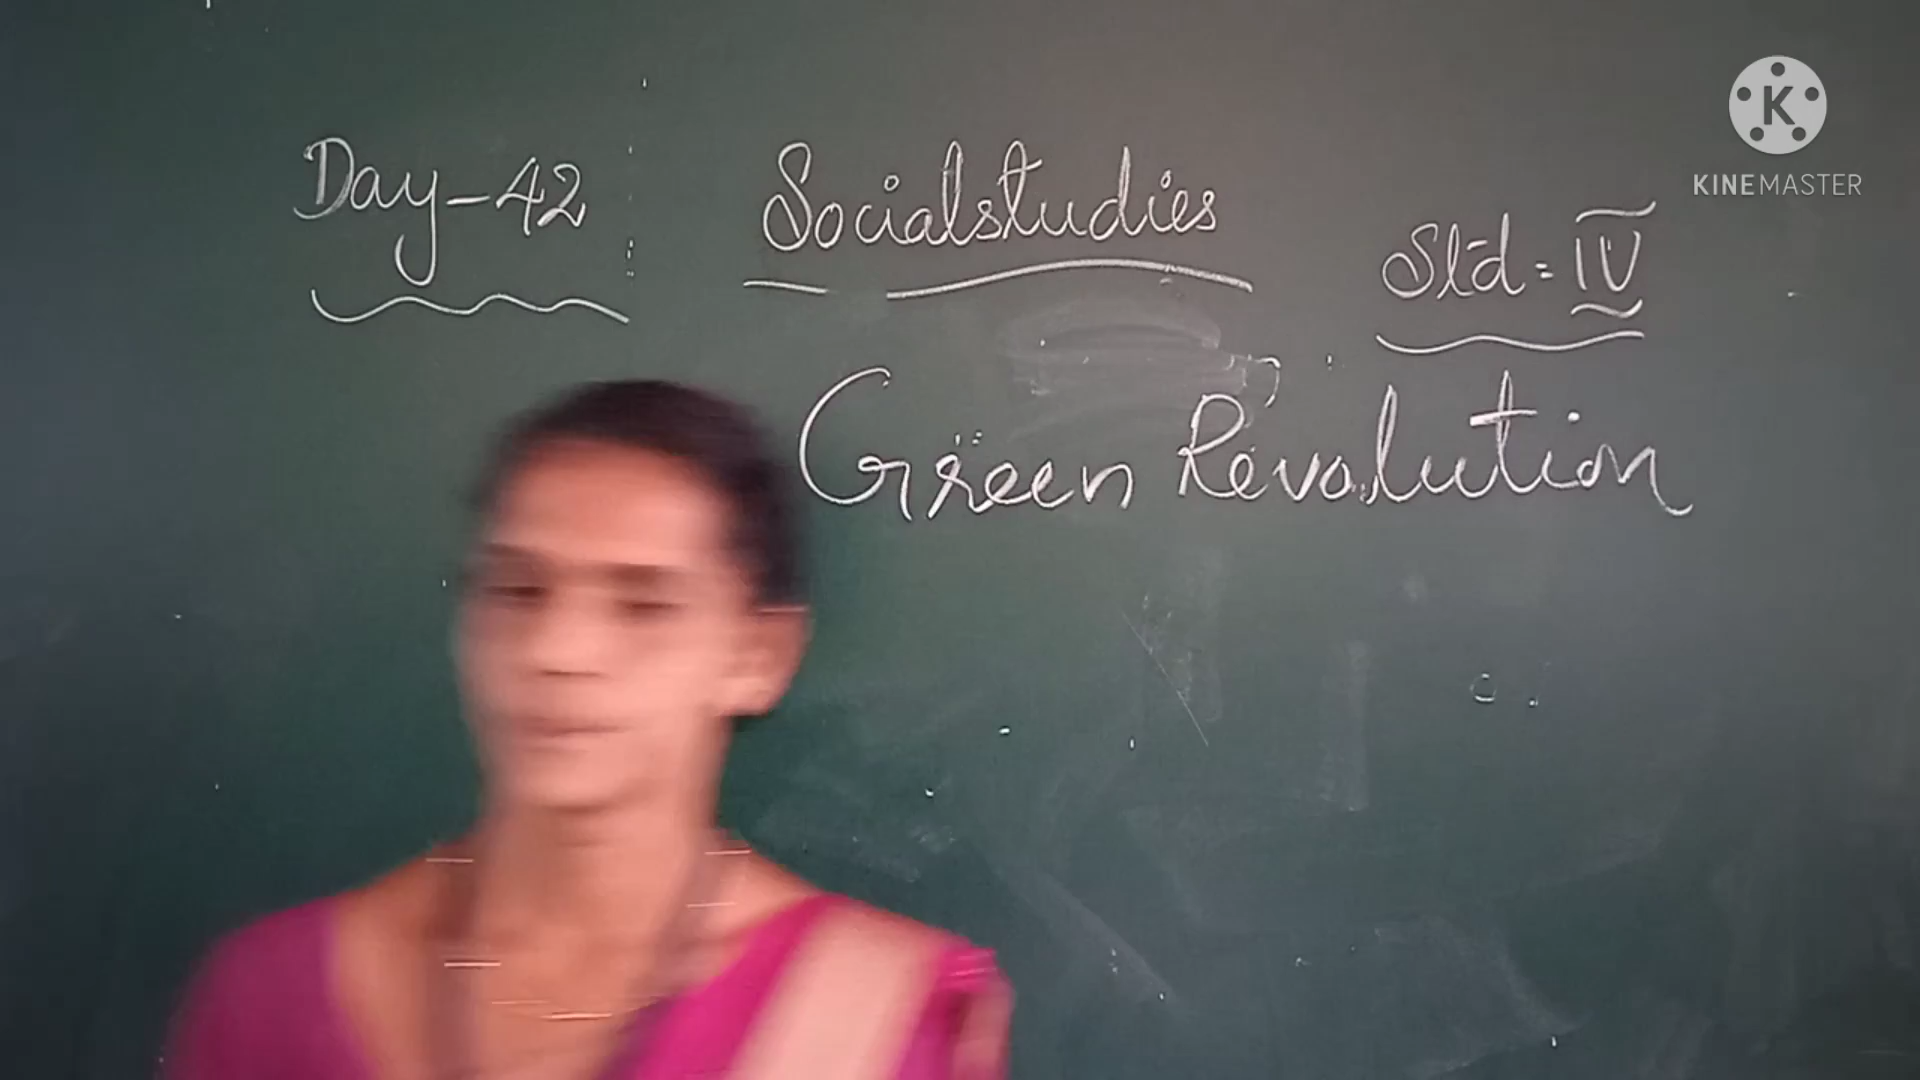 Day-42
Socialstudies
Std=IV
Green Revolution
K
KINEMASTER